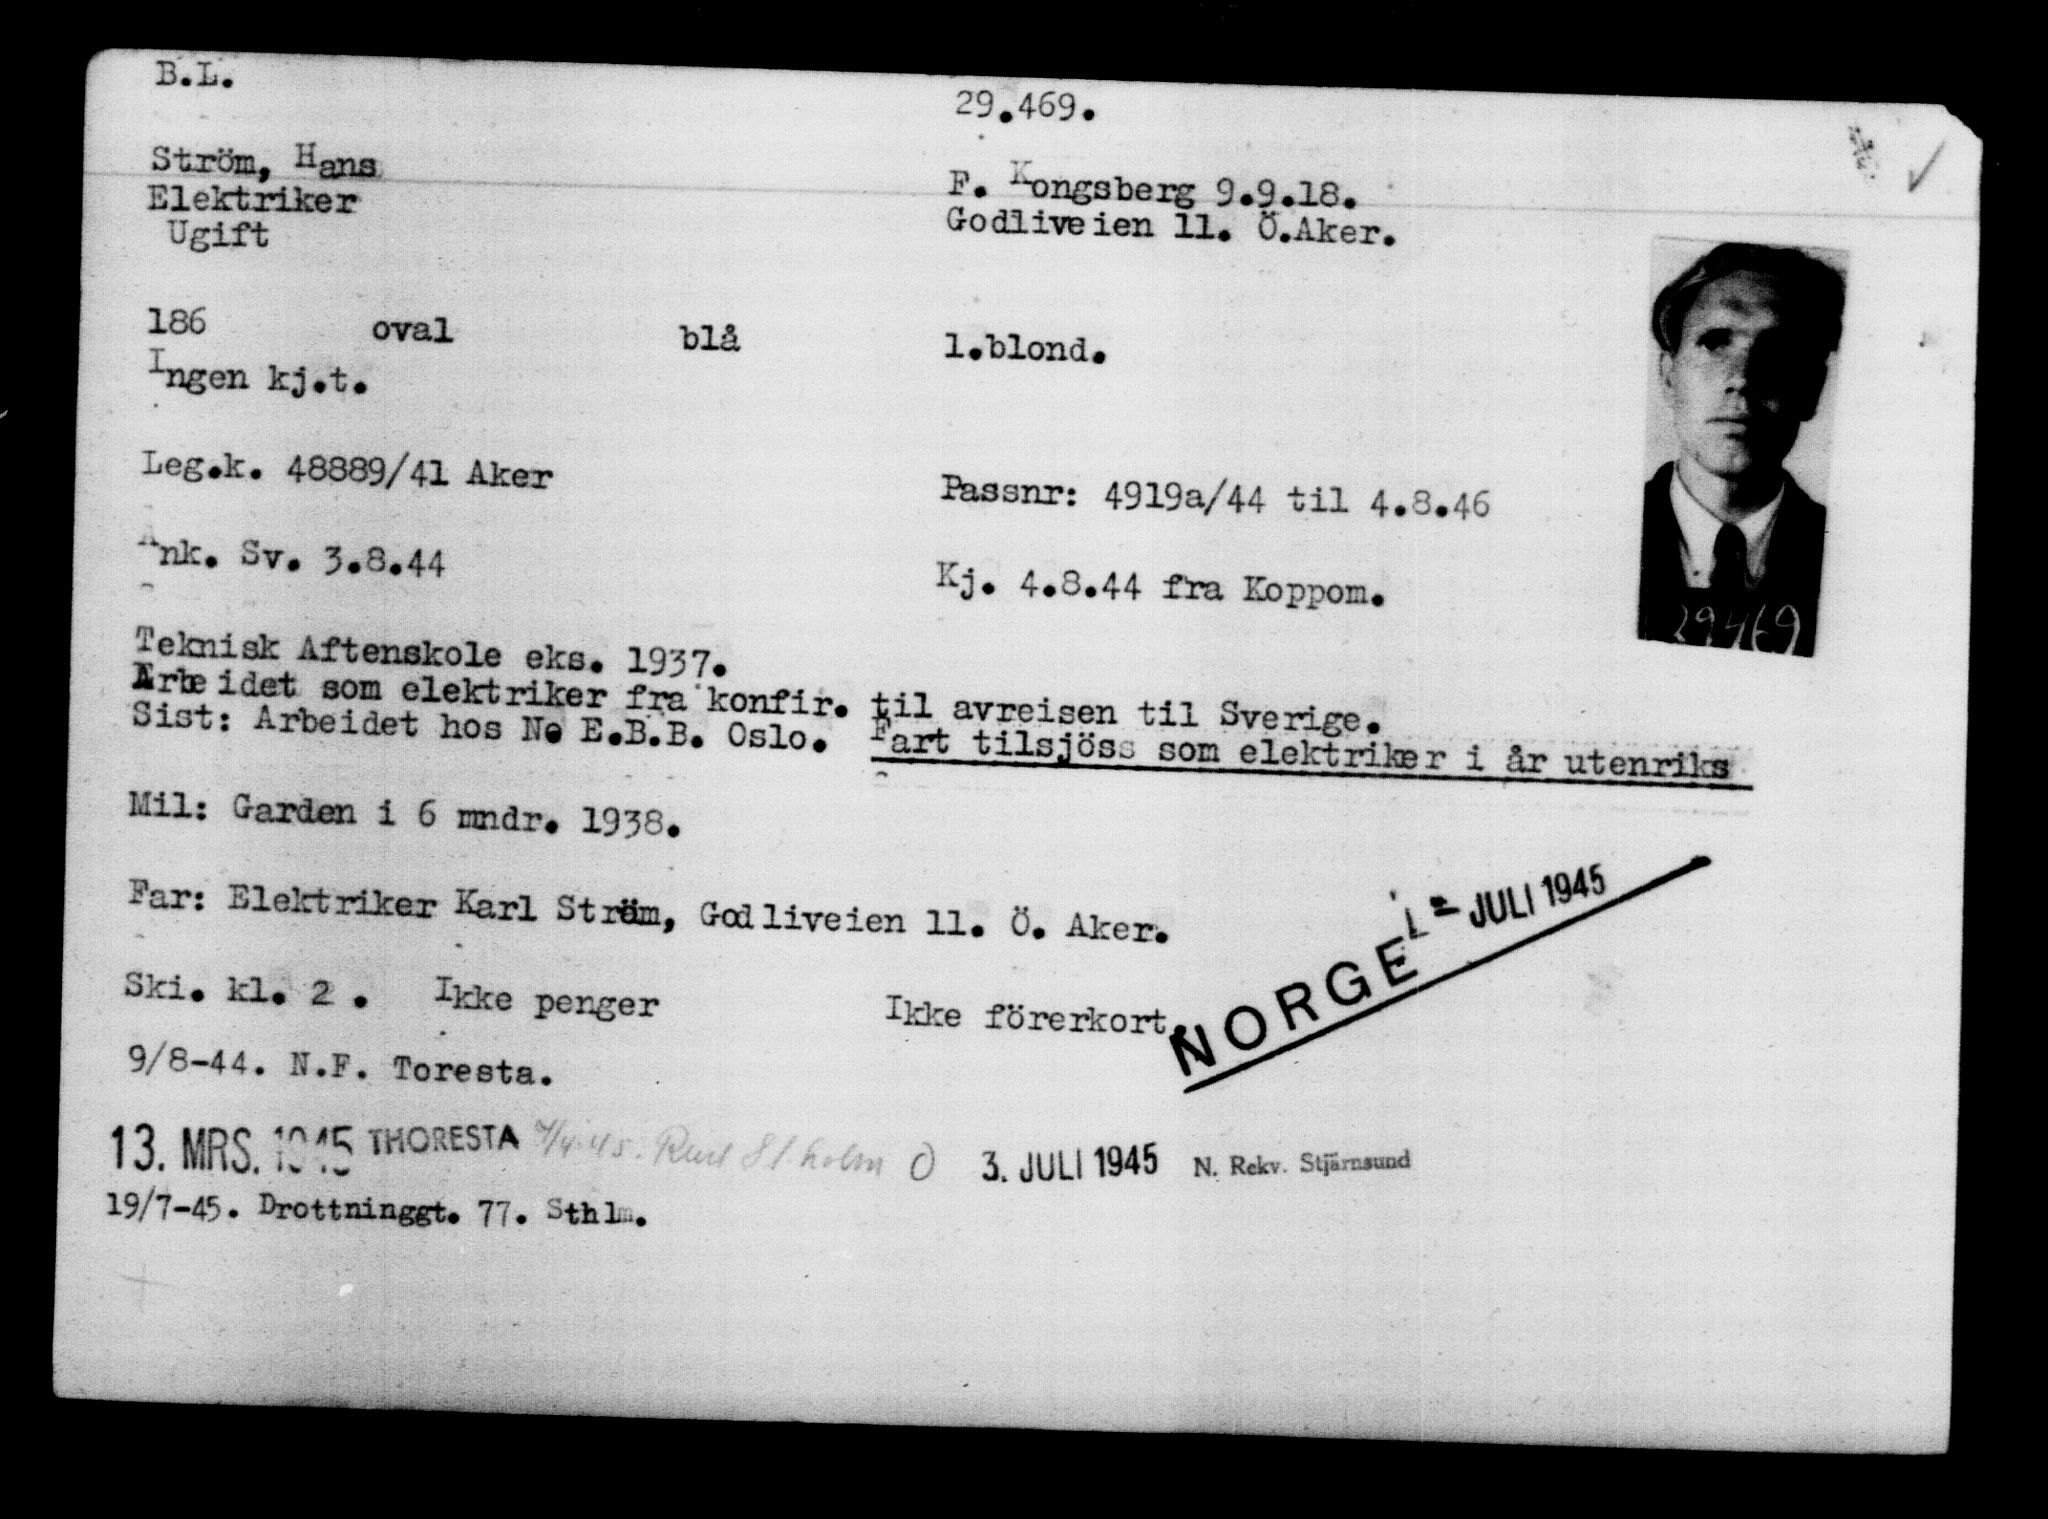 B.L.
29.469.
Ström, Hans
F. Kongsberg 9.9.18.
Elektriker
Godliveien 11. Ö.Aker.
Ugift
186 oval blå l.blond.
Ingen kj.t.
Leg.k. 48889/41 Aker
Passnr: 4919a/44 til 4.8.46
Ank. Sv. 3.8.44
Kj. 4.8.44 fra Koppom.
29469
Teknisk Aftenskole eks. 1937.
Arbeidet som elektriker fra konfir. til avreisen til Sverige.
Sist: Arbeidet hos Ne E.B.B. Oslo. Fart tilsjöss som elektriker i år utenriks
Mil: Garden i 6 mndr. 1938.
Far: Elektriker Karl Ström, Godliveien 11. Ö. Aker.
NORGE JULI 1945
Ski. kl. 2 . Ikke penger Ikke förerkort.
9/8-44. N.F. Toresta.
13. MRS. 1945 THORESTA 3. JULI 1945 N. Rekv. Stjärnsund
19/7-45. Drottninggt. 77. Sthlm.